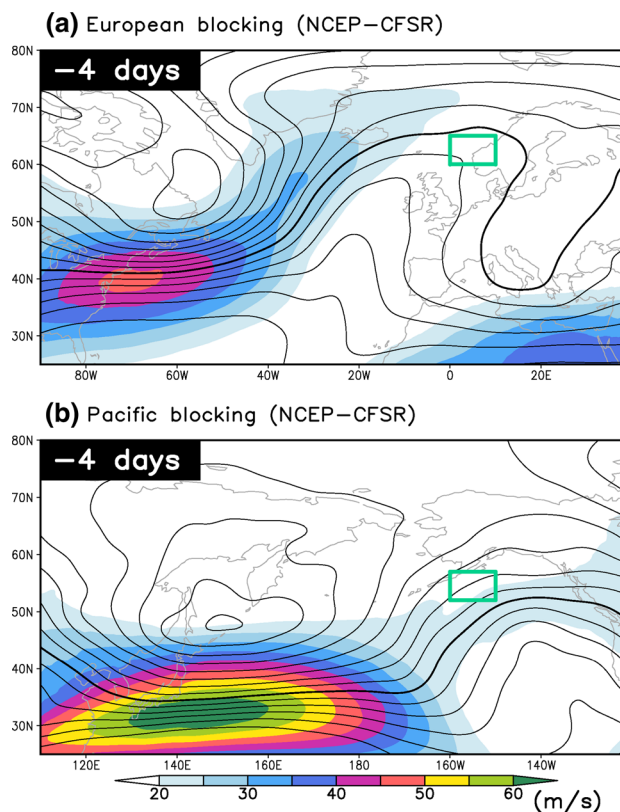 (a) European blocking (NCEP–CFSR)
80N
−4 days
70N
60N
50N
40N
30N
80W 60W 40W 20W 0 20E
(b) Pacific blocking (NCEP–CFSR)
80N
−4 days
70N
60N
50N
40N
30N
120E 140E 160E 180 160W 140W
20 30 35 40 45 50 60 (m/s)